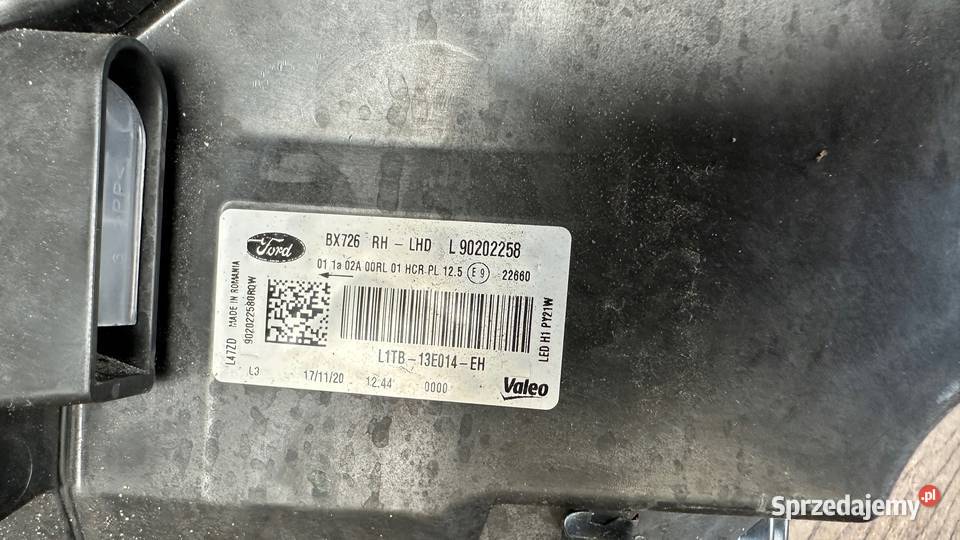 Ford
BX726 RH - LHD L 90202258
01 1a 02A 00RL 01 HCR PL 12.5 E9 22660
L47ZD MADE IN ROMANIA
LED H1 PY21W
L1TB-13E014-EH
L3 17/11/20 12:44 0000
Valeo
Sprzedajemy.pl